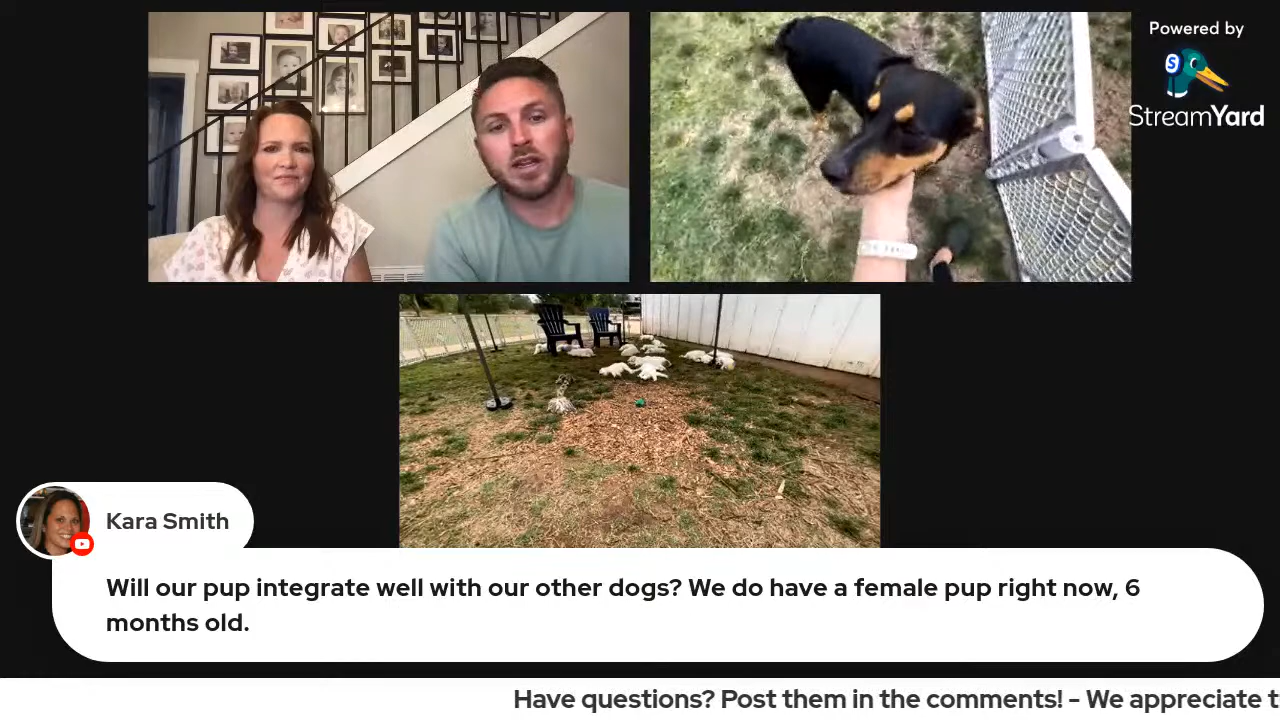 Powered by
StreamYard
Kara Smith
Will our pup integrate well with our other dogs? We do have a female pup right now, 6
months old.
Have questions? Post them in the comments! - We appreciate t